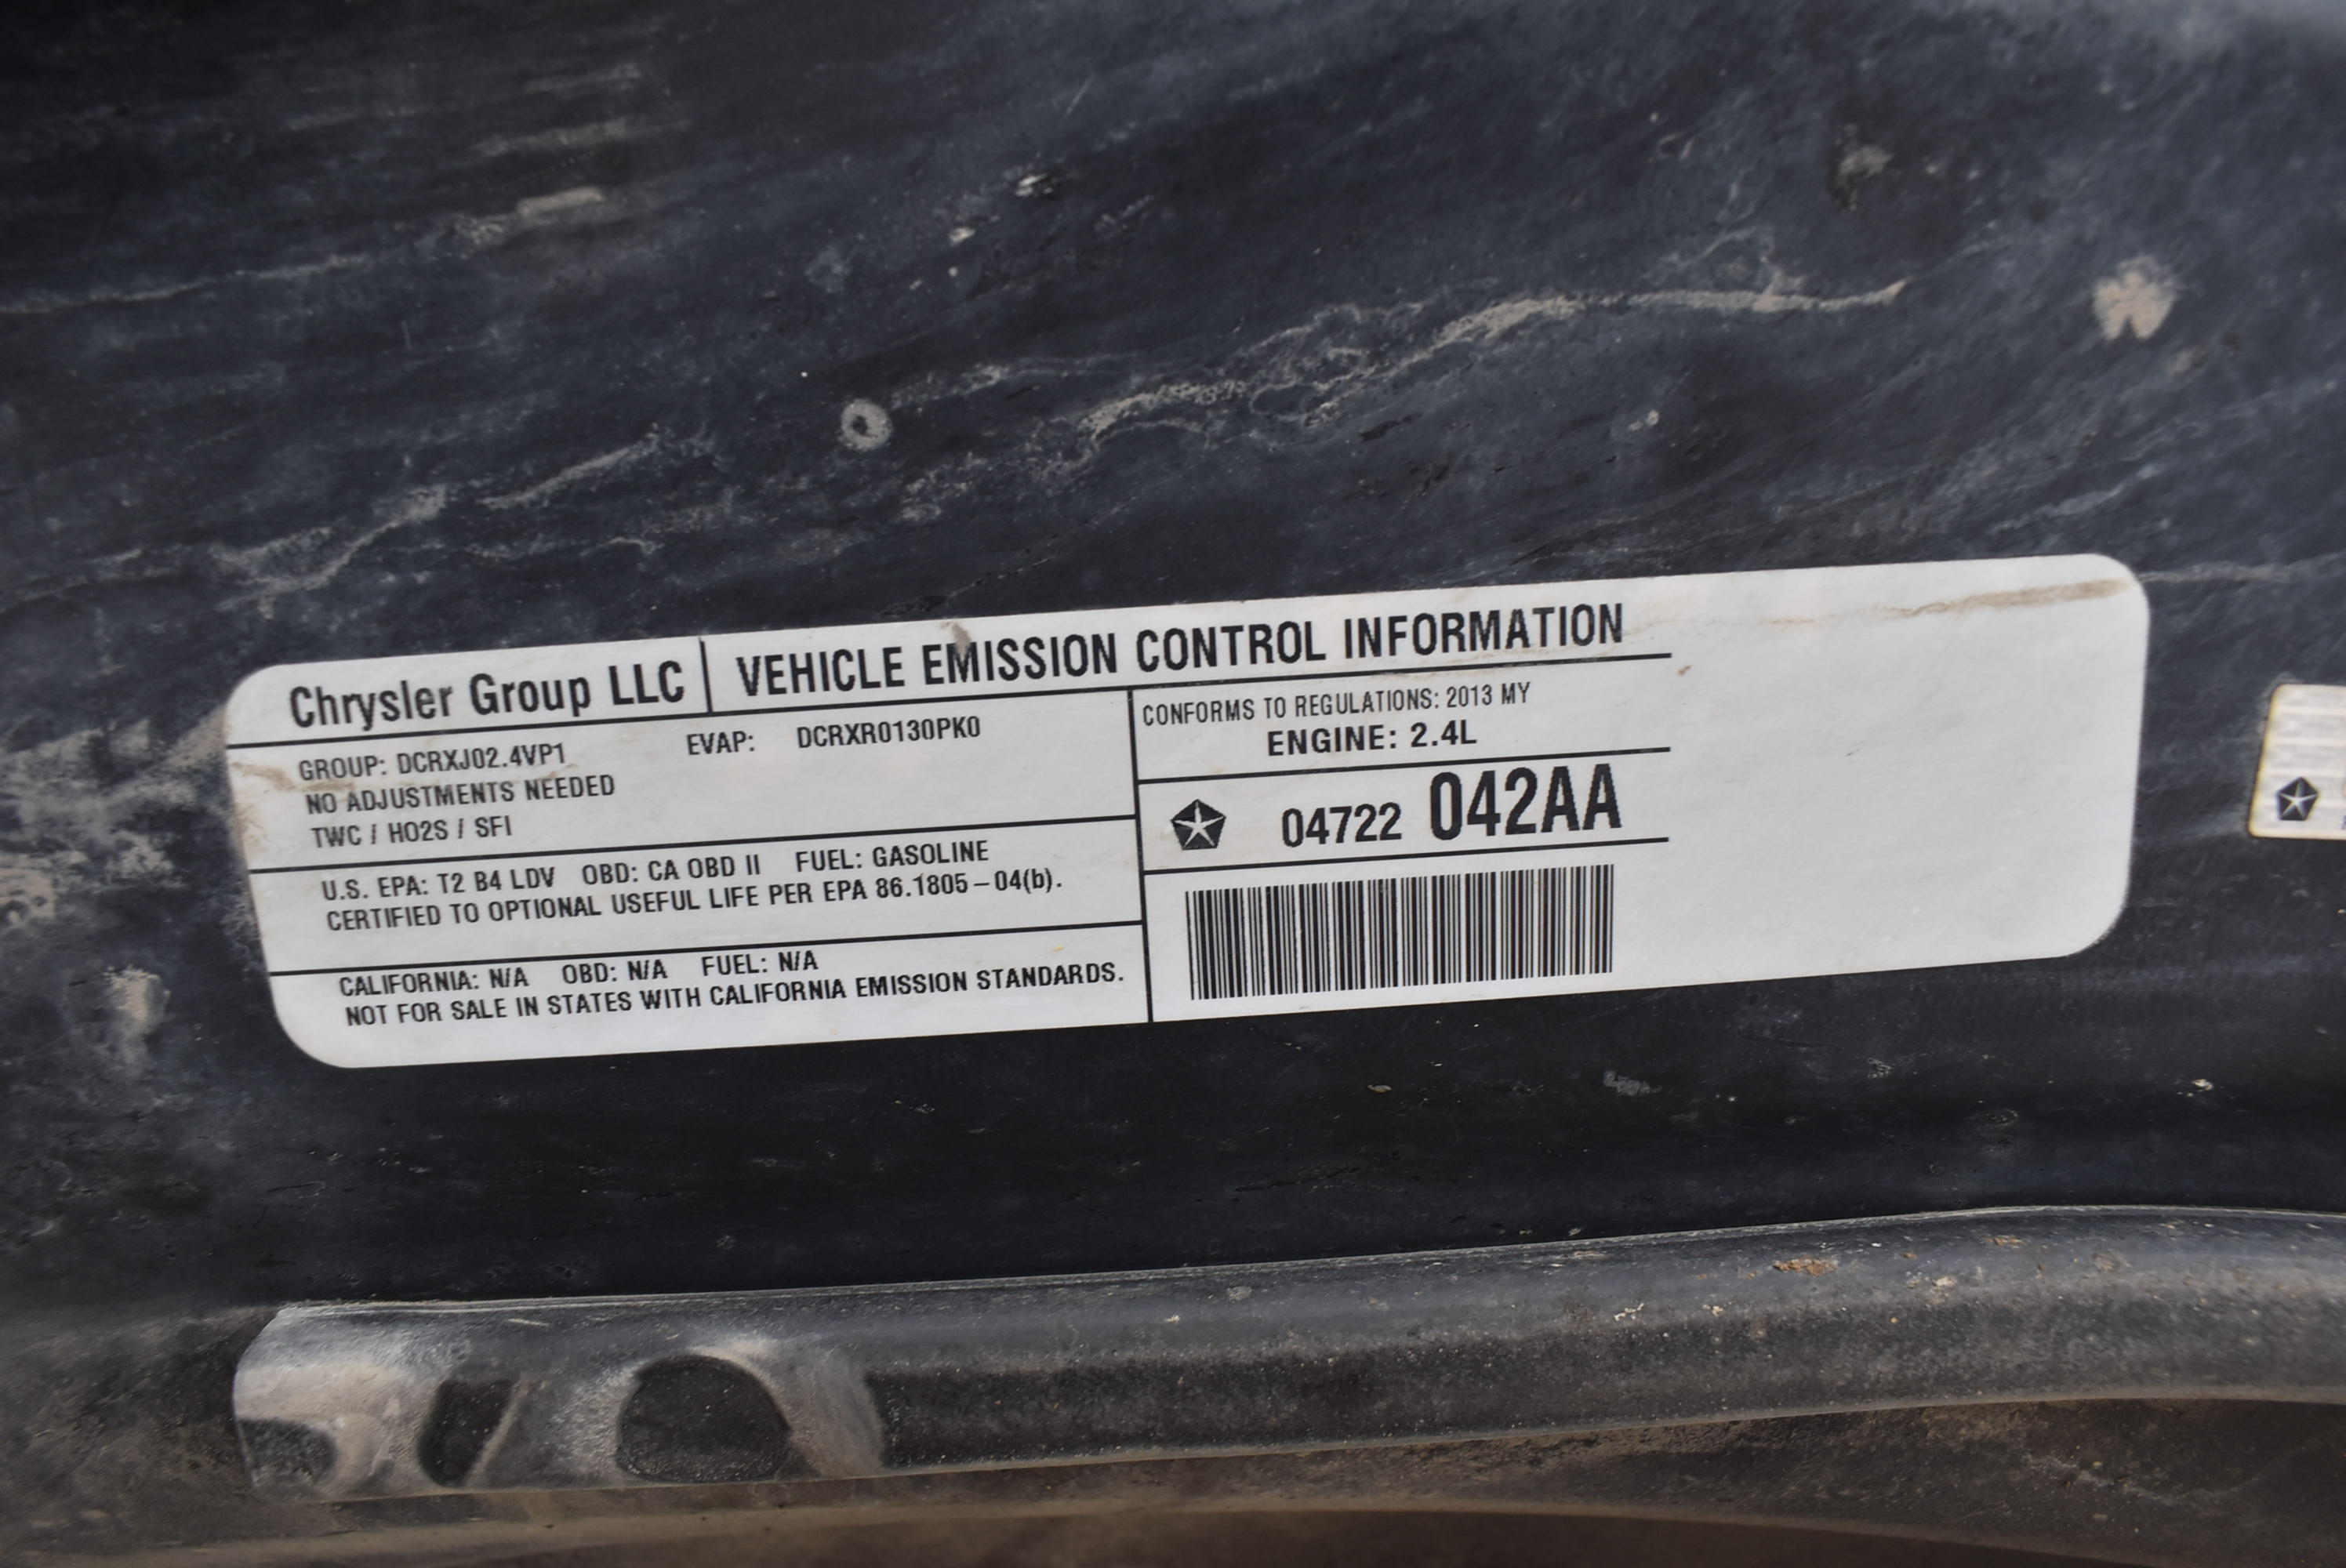 Chrysler Group LLC | VEHICLE EMISSION CONTROL INFORMATION
GROUP: DCRXJ02.4VP1 EVAP: DCRXR0130PK0
NO ADJUSTMENTS NEEDED
TWC / HO2S / SFI
U.S. EPA: T2 B4 LDV OBD: CA OBD II FUEL: GASOLINE
CERTIFIED TO OPTIONAL USEFUL LIFE PER EPA 86.1805-04(b).
CALIFORNIA: N/A OBD: N/A FUEL: N/A
NOT FOR SALE IN STATES WITH CALIFORNIA EMISSION STANDARDS.
CONFORMS TO REGULATIONS: 2013 MY
ENGINE: 2.4L
04722 042AA